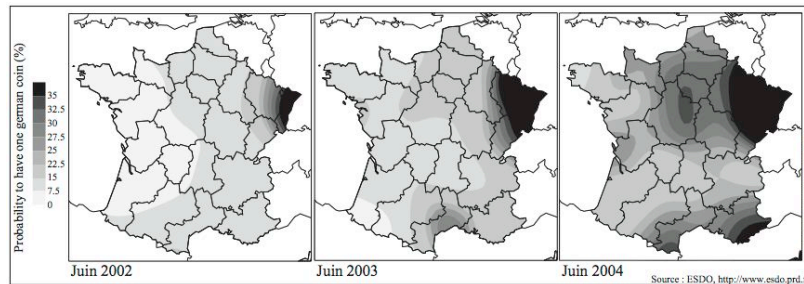 Probability to have one german coin (%)
35
32.5
30
27.5
22.5
15
7.5
0
Juin 2002
Juin 2003
Juin 2004
Source : ESDO, http://www.esdo.prd.